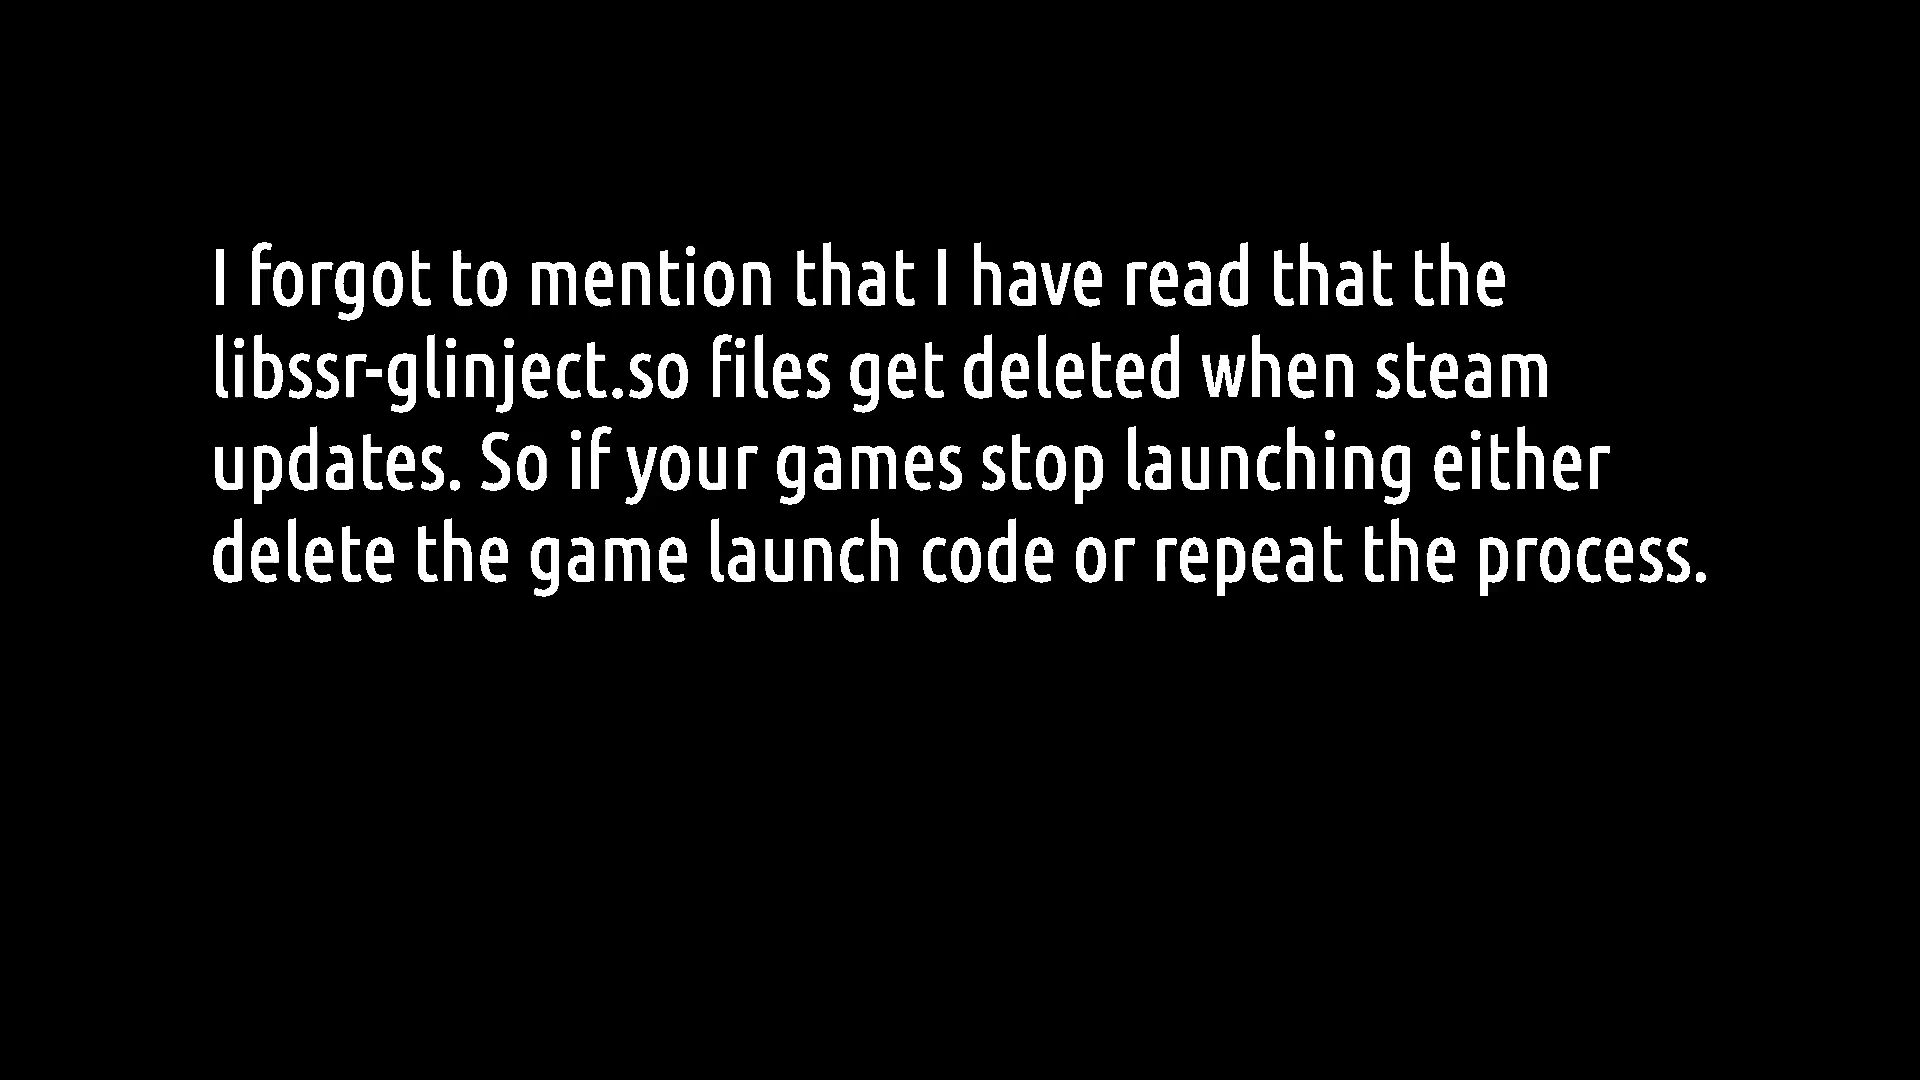 I forgot to mention that I have read that the
libssr-glinject.so files get deleted when steam
updates. So if your games stop launching either
delete the game launch code or repeat the process.